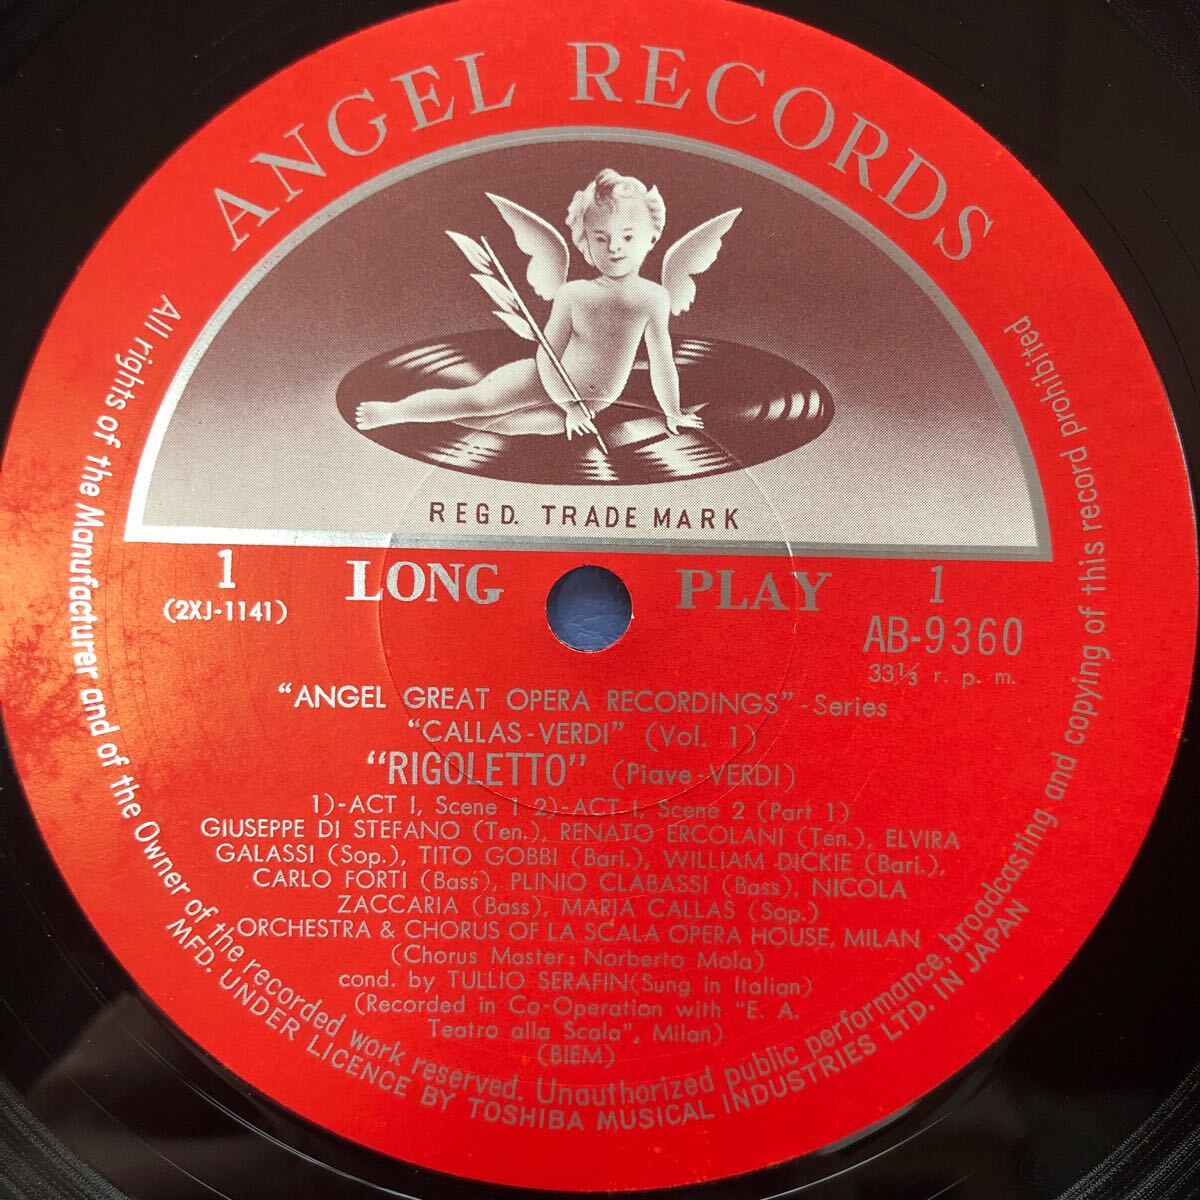 ANGEL RECORDS
REGD. TRADE MARK
1 LONG PLAY 1
(2XJ-1141)
AB-9360
33⅓ r. p. m.
"ANGEL GREAT OPERA RECORDINGS"-Series
"CALLAS-VERDI" (Vol. 1)
"RIGOLETTO" (Piave-VERDI)
1)-ACT I, Scene 1 2)-ACT I, Scene 2 (Part 1)
GIUSEPPE DI STEFANO (Ten.), RENATO ERCOLANI (Ten.), ELVIRA
GALASSI (Sop.), TITO GOBBI (Bari.), WILLIAM DICKIE (Bari.),
CARLO FORTI (Bass), PLINIO CLABASSI (Bass), NICOLA
ZACCARIA (Bass), MARIA CALLAS (Sop.)
ORCHESTRA & CHORUS OF LA SCALA OPERA HOUSE, MILAN
(Chorus Master: Norberto Mola)
cond. by TULLIO SERAFIN(Sung in Italian)
(Recorded in Co-Operation with "E. A.
Teatro alla Scala", Milan)
(BIEM)
All rights of the Manufacturer and of the Owner of the recorded work reserved. Unauthorized public performance, broadcasting and copying of this record prohibited
MFD. UNDER LICENCE BY TOSHIBA MUSICAL INDUSTRIES LTD. IN JAPAN